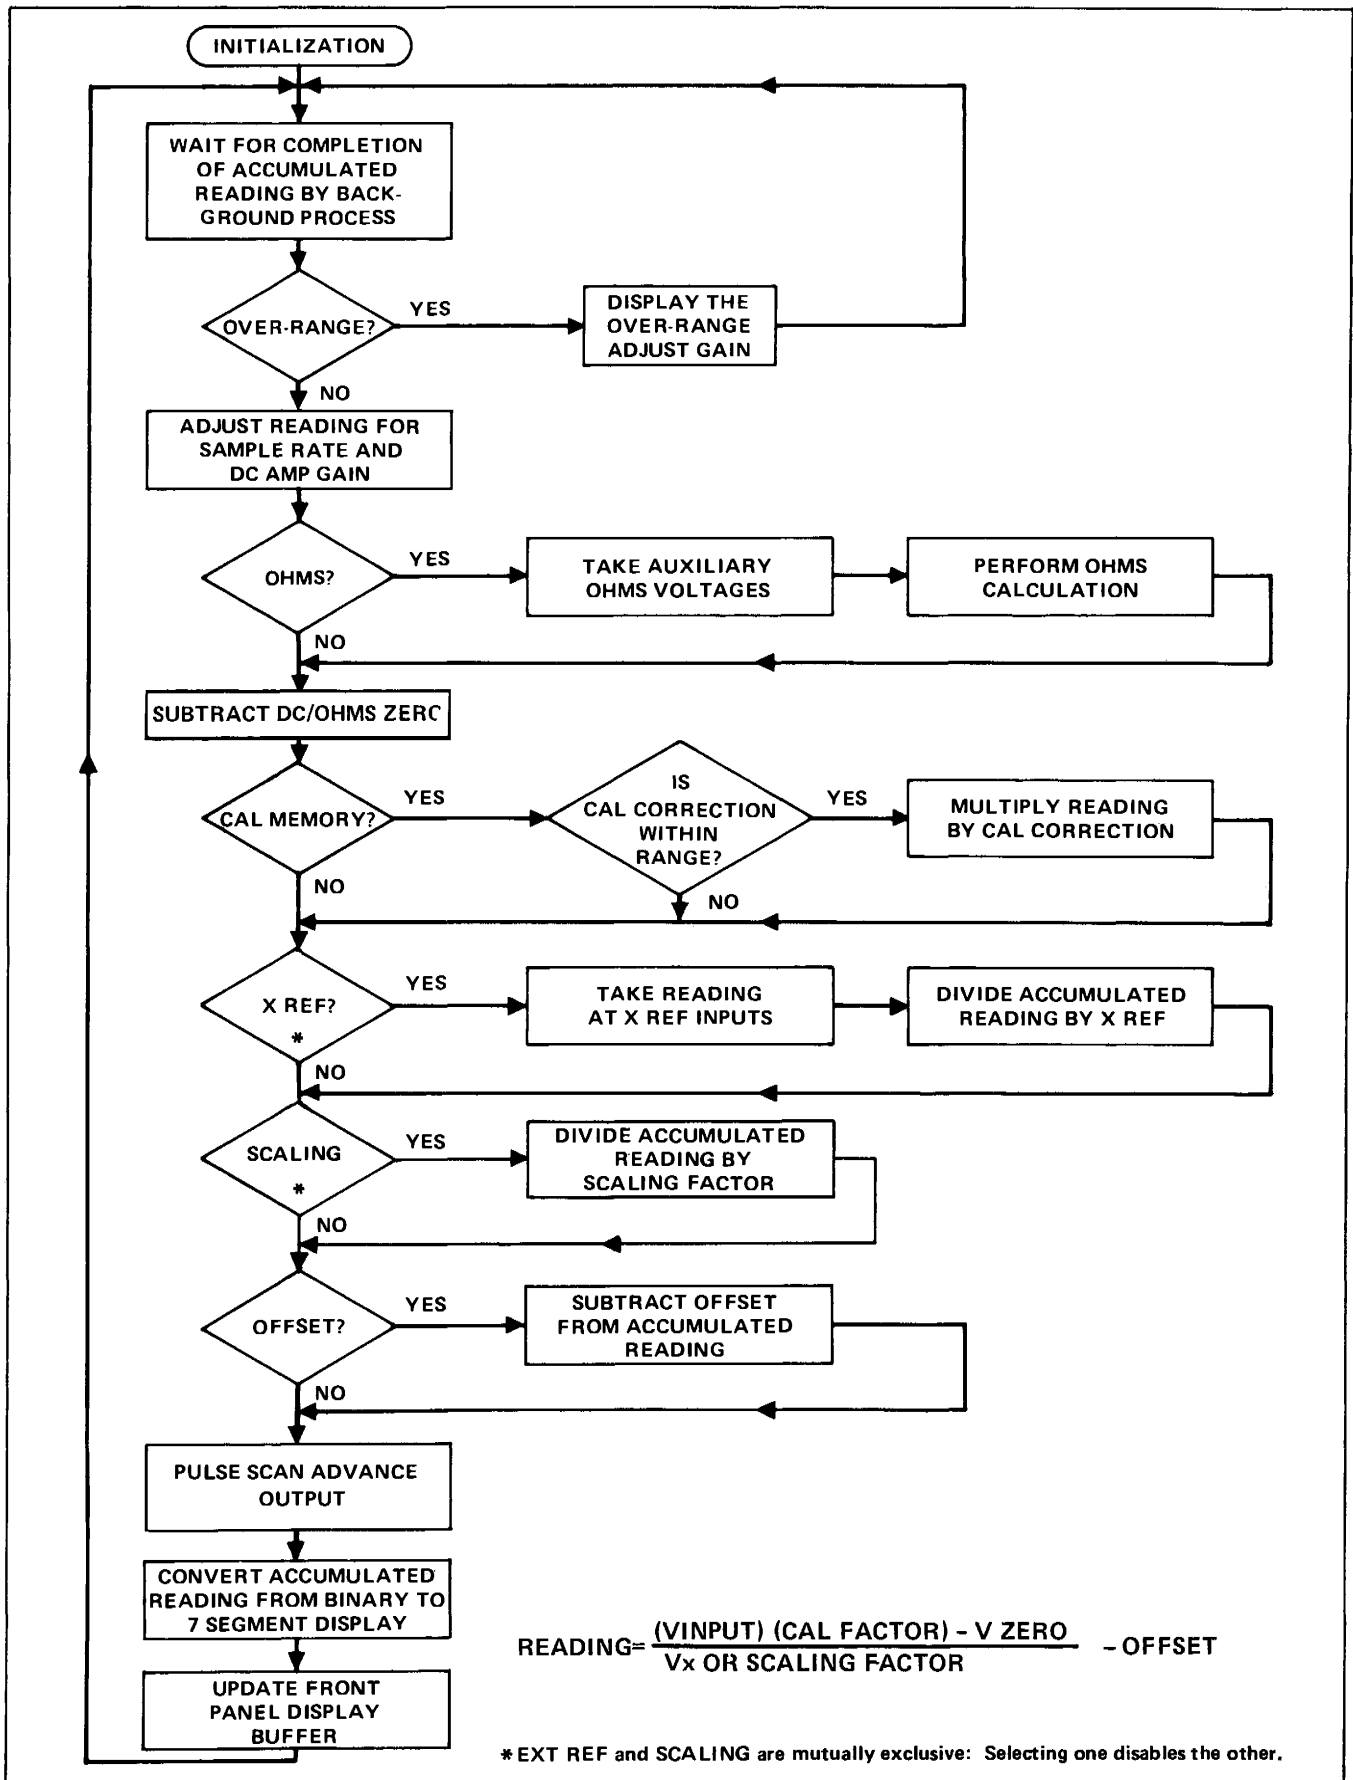 INITIALIZATION
WAIT FOR COMPLETION
OF ACCUMULATED
READING BY BACK-
GROUND PROCESS
OVER-RANGE?
YES
DISPLAY THE
OVER-RANGE
ADJUST GAIN
NO
ADJUST READING FOR
SAMPLE RATE AND
DC AMP GAIN
OHMS?
YES
TAKE AUXILIARY
OHMS VOLTAGES
PERFORM OHMS
CALCULATION
NO
SUBTRACT DC/OHMS ZERO
CAL MEMORY?
YES
IS
CAL CORRECTION
WITHIN
RANGE?
YES
MULTIPLY READING
BY CAL CORRECTION
NO
NO
X REF?
*
YES
TAKE READING
AT X REF INPUTS
DIVIDE ACCUMULATED
READING BY X REF
NO
SCALING
*
YES
DIVIDE ACCUMULATED
READING BY
SCALING FACTOR
NO
OFFSET?
YES
SUBTRACT OFFSET
FROM ACCUMULATED
READING
NO
PULSE SCAN ADVANCE
OUTPUT
CONVERT ACCUMULATED
READING FROM BINARY TO
7 SEGMENT DISPLAY
UPDATE FRONT
PANEL DISPLAY
BUFFER
READING= (VINPUT) (CAL FACTOR) – V ZERO – OFFSET
Vx OR SCALING FACTOR
*EXT REF and SCALING are mutually exclusive: Selecting one disables the other.